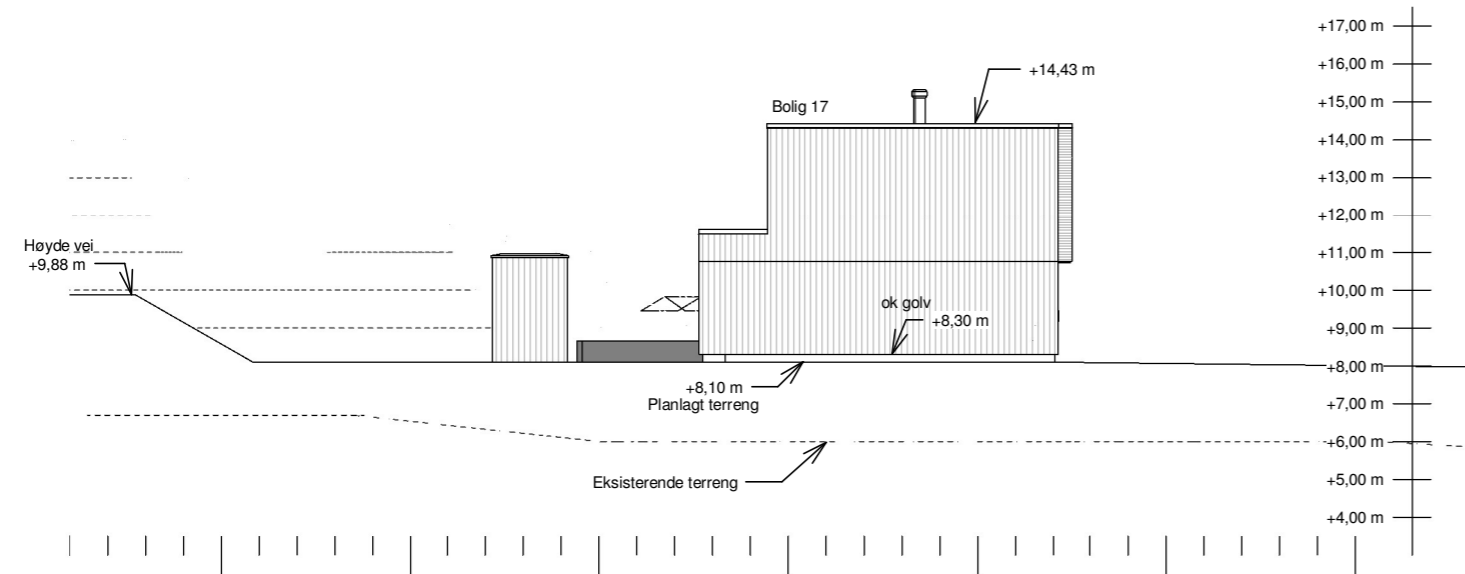 +17,00 m
+16,00 m
+14,43 m
+15,00 m
Bolig 17
+14,00 m
+13,00 m
+12,00 m
Høyde vei
+9,88 m
+11,00 m
+10,00 m
ok golv
+8,30 m
+9,00 m
+8,00 m
+8,10 m
Planlagt terreng
+7,00 m
+6,00 m
Eksisterende terreng
+5,00 m
+4,00 m